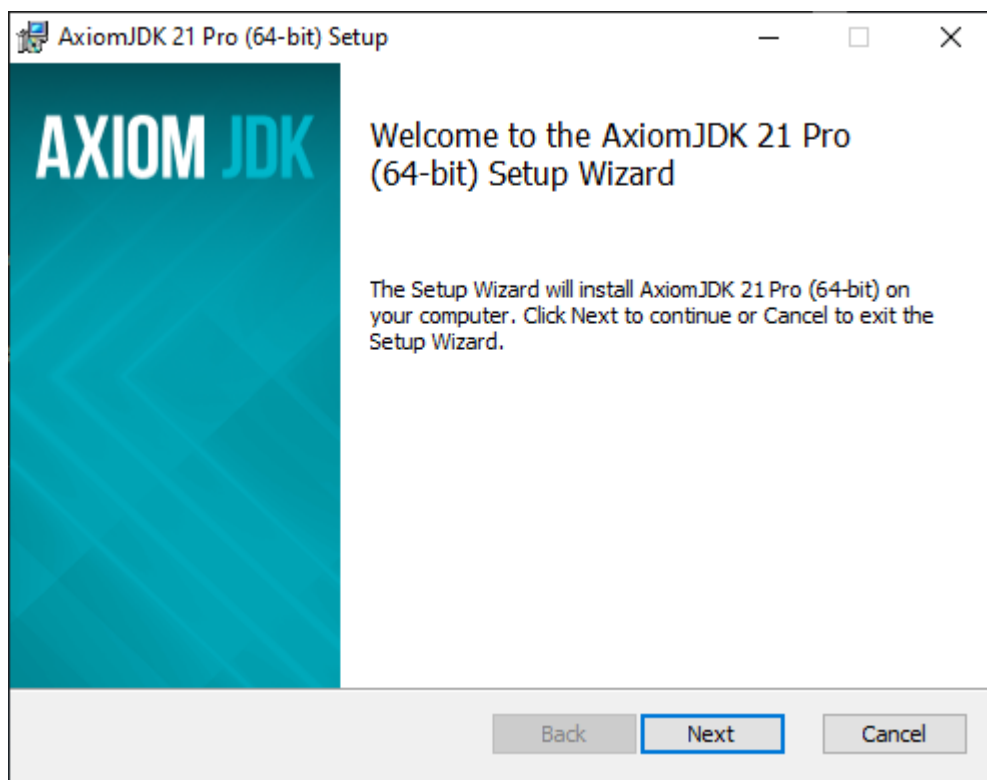 AxiomJDK 21 Pro (64-bit) Setup
AXIOM JDK
Welcome to the AxiomJDK 21 Pro
(64-bit) Setup Wizard
The Setup Wizard will install AxiomJDK 21 Pro (64-bit) on
your computer. Click Next to continue or Cancel to exit the
Setup Wizard.
Back
Next
Cancel